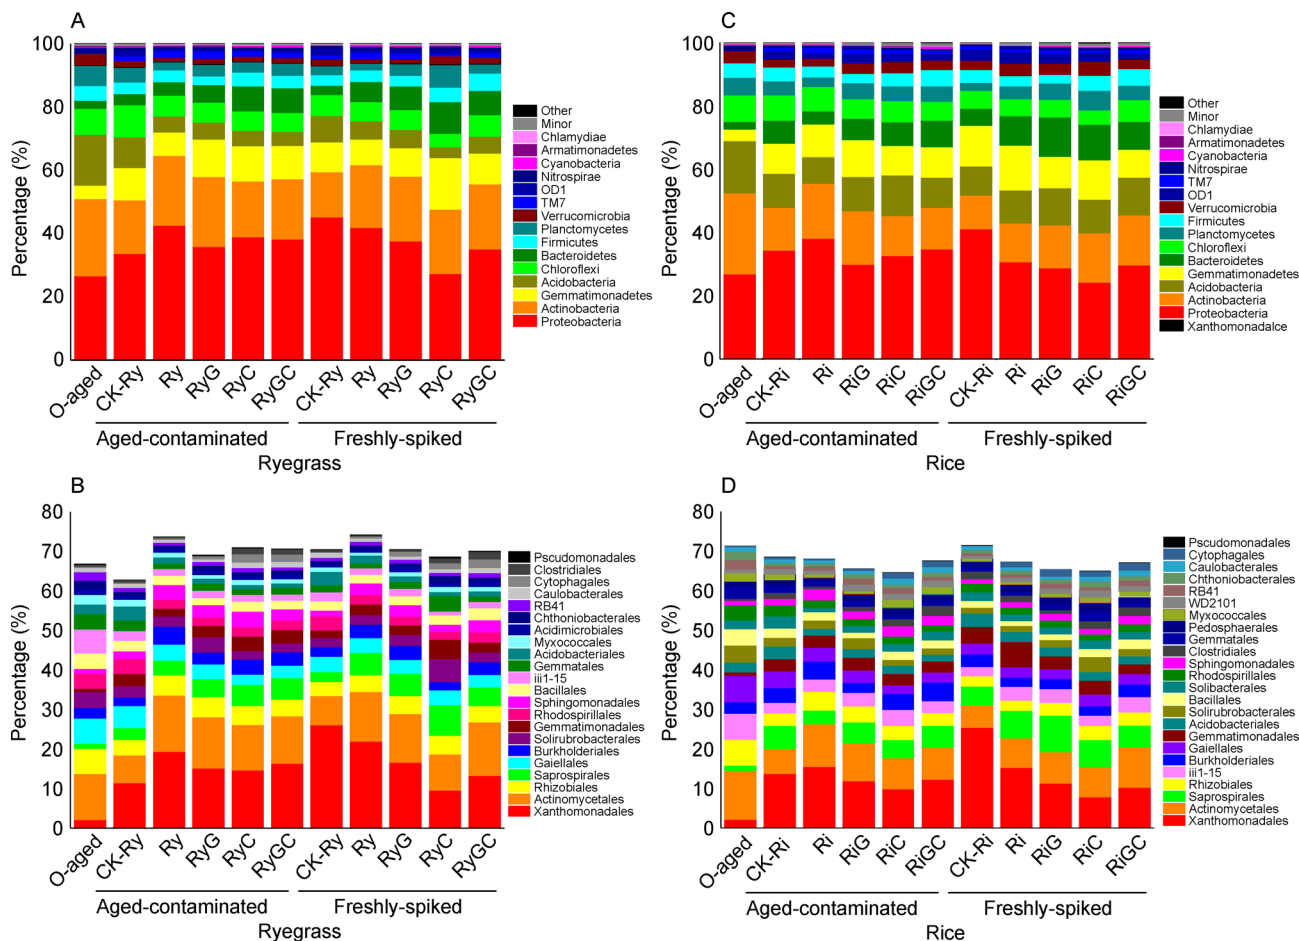 A
Percentage (%)
100
80
60
40
20
0
O-aged
CK-Ry
Ry
RyG
RyC
RyGC
CK-Ry
Ry
RyG
RyC
RyGC
Aged-contaminated
Freshly-spiked
Ryegrass
Other
Minor
Chlamydiae
Armatimonadetes
Cyanobacteria
Nitrospirae
OD1
TM7
Verrucomicrobia
Planctomycetes
Firmicutes
Bacteroidetes
Chloroflexi
Acidobacteria
Gemmatimonadetes
Actinobacteria
Proteobacteria
C
Percentage (%)
100
80
60
40
20
0
O-aged
CK-Ri
Ri
RiG
RiC
RiGC
CK-Ri
Ri
RiG
RiC
RiGC
Aged-contaminated
Freshly-spiked
Rice
Other
Minor
Chlamydiae
Armatimonadetes
Cyanobacteria
Nitrospirae
TM7
OD1
Verrucomicrobia
Firmicutes
Planctomycetes
Chloroflexi
Bacteroidetes
Gemmatimonadetes
Acidobacteria
Actinobacteria
Proteobacteria
Xanthomonadalce
B
Percentage (%)
80
70
60
50
40
30
20
10
0
O-aged
CK-Ry
Ry
RyG
RyC
RyGC
CK-Ry
Ry
RyG
RyC
RyGC
Aged-contaminated
Freshly-spiked
Ryegrass
Pscudomonadales
Clostridiales
Cytophagales
Caulobacterales
RB41
Chthoniobacterales
Acidimicrobiales
Myxococcales
Acidobacteriales
Gemmatales
iii1-15
Bacillales
Sphingomonadales
Rhodospirillales
Gemmatimonadales
Solirubrobacterales
Burkholderiales
Gaiellales
Saprospirales
Rhizobiales
Actinomycetales
Xanthomonadales
D
Percentage (%)
80
70
60
50
40
30
20
10
0
O-aged
CK-Ri
Ri
RiG
RiC
RiGC
CK-Ri
Ri
RiG
RiC
RiGC
Aged-contaminated
Freshly-spiked
Rice
Pscudomonadales
Cytophagales
Caulobacterales
Chthoniobacterales
RB41
WD2101
Myxococcales
Pedosphaerales
Gemmatales
Clostridiales
Sphingomonadales
Rhodospirillales
Solibacterales
Bacillales
Solirubrobacterales
Acidobacteriales
Gemmatimonadales
Gaiellales
Burkholderiales
iii1-15
Rhizobiales
Saprospirales
Actinomycetales
Xanthomonadales